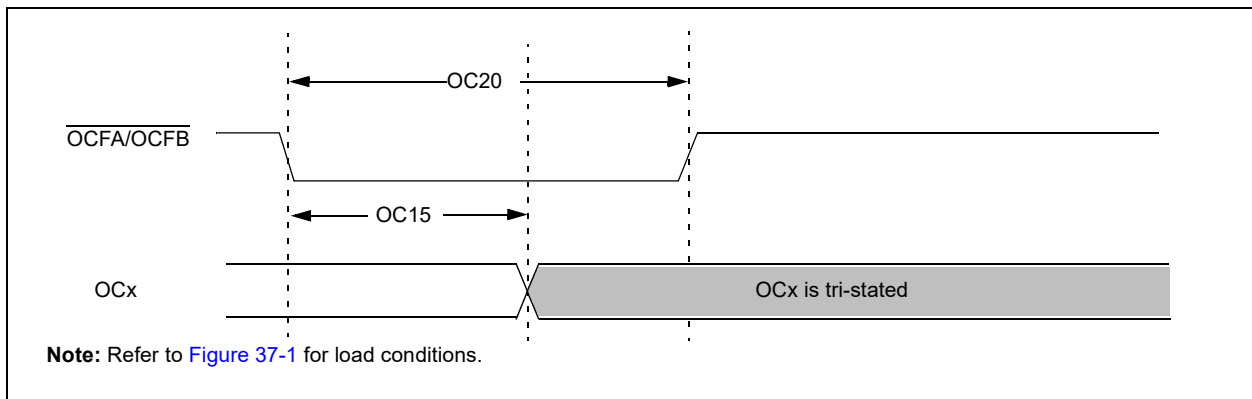 OC20
OCFA/OCFB
OC15
OCx
OCx is tri-stated
Note: Refer to Figure 37-1 for load conditions.